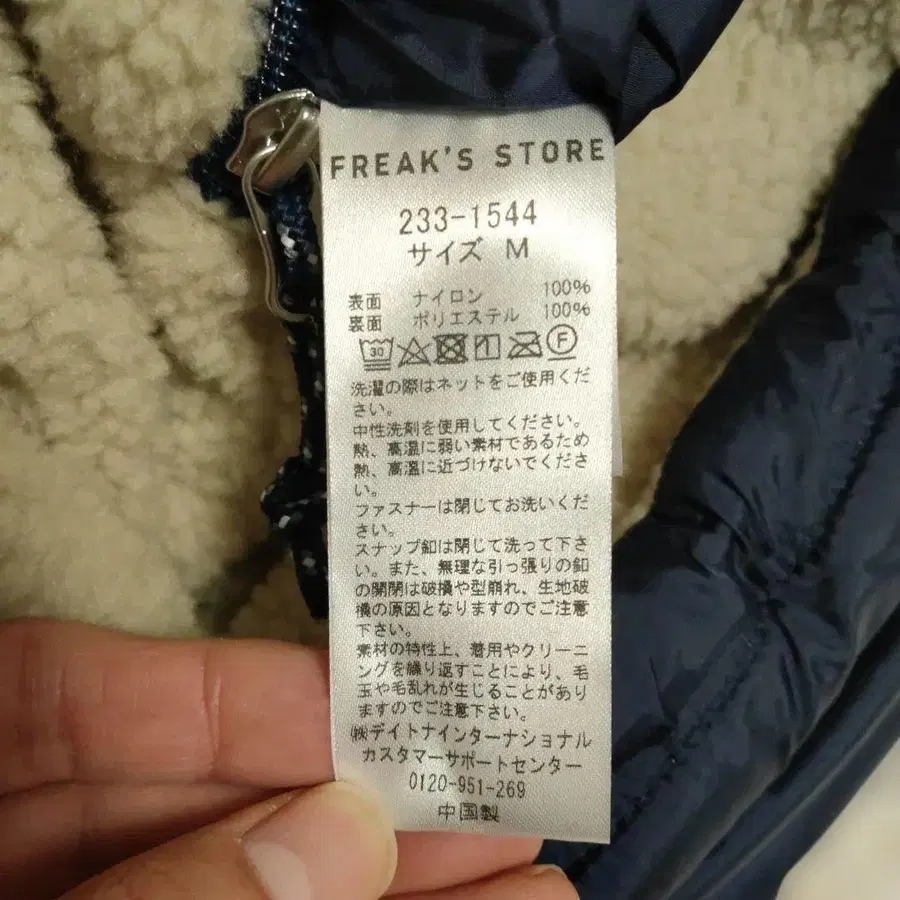 FREAK'S STORE
233-1544
サイズ M
表面 ナイロン 100%
裏面 ポリエステル 100%
30 F
洗濯の際はネットをご使用くだ
さい。
中性洗剤を使用してください。
熱、高温に弱い素材であるため
熱、高温に近づけないでくださ
い。
ファスナーは閉じてお洗いくだ
さい。
スナップ釦は閉じて洗って下さ
い。また、無理な引っ張りの釦
の開閉は破損や型崩れ、生地破
損の原因となりますのでご注意
下さい。
素材の特性上、着用やクリーニ
ングを繰り返すことにより、毛
玉や毛乱れが生じることがあり
ますのでご注意下さい。
㈱デイトナインターナショナル
カスタマーサポートセンター
0120-951-269
中国製